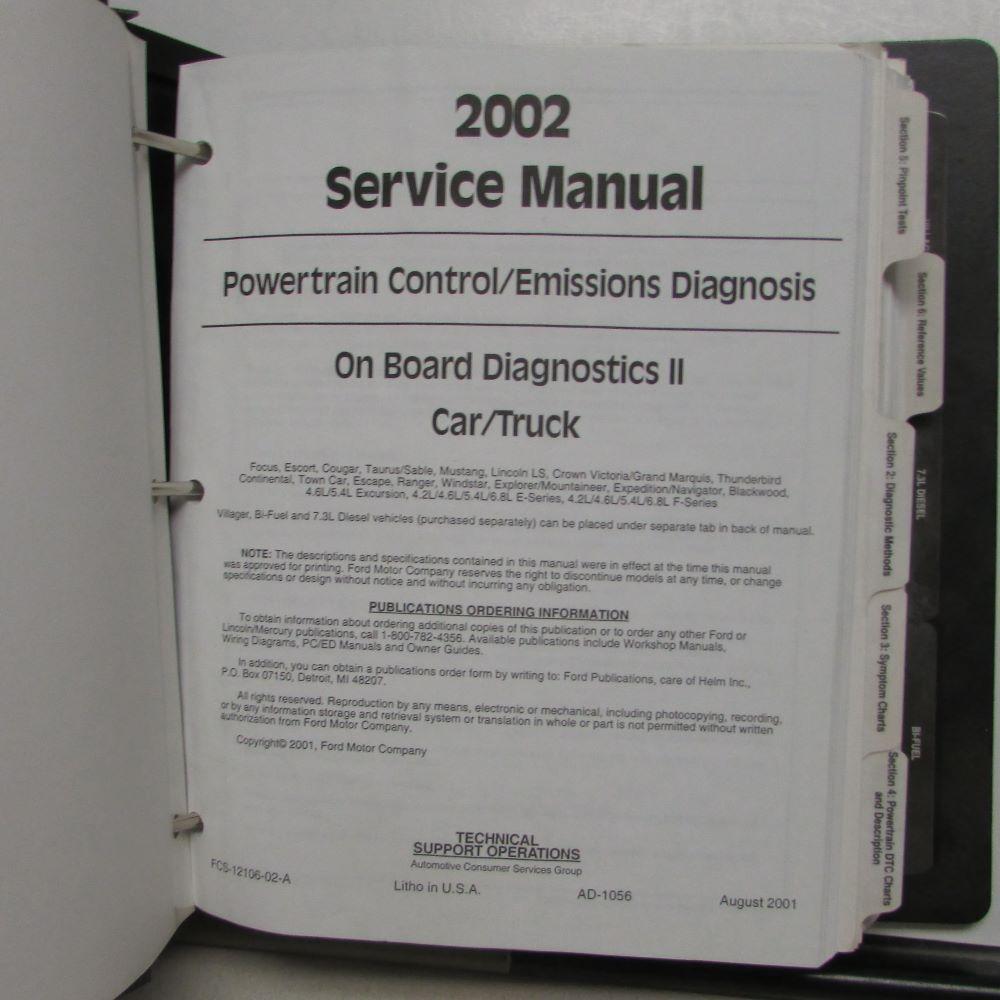 2002
Service Manual
Powertrain Control/Emissions Diagnosis
On Board Diagnostics II
Car/Truck
Focus, Escort, Cougar, Taurus/Sable, Mustang, Lincoln LS, Crown Victoria/Grand Marquis, Thunderbird
Continental, Town Car, Escape, Ranger, Windstar, Explorer/Mountaineer, Expedition/Navigator, Blackwood,
4.6L/5.4L Excursion, 4.2L/4.6L/5.4L/6.8L E-Series, 4.2L/4.6L/5.4L/6.8L F-Series
Villager, Bi-Fuel and 7.3L Diesel vehicles (purchased separately) can be placed under separate tab in back of manual.
NOTE: The descriptions and specifications contained in this manual were in effect at the time this manual
was approved for printing. Ford Motor Company reserves the right to discontinue models at any time, or change
specifications or design without notice and without incurring any obligation.
PUBLICATIONS ORDERING INFORMATION
To obtain information about ordering additional copies of this publication or to order any other Ford or
Lincoln/Mercury publications, call 1-800-782-4356. Available publications include Workshop Manuals,
Wiring Diagrams, PC/ED Manuals and Owner Guides.
In addition, you can obtain a publications order form by writing to: Ford Publications, care of Helm Inc.,
P.O. Box 07150, Detroit, MI 48207.
All rights reserved. Reproduction by any means, electronic or mechanical, including photocopying, recording,
or by any information storage and retrieval system or translation in whole or part is not permitted without written
authorization from Ford Motor Company.
Copyright© 2001, Ford Motor Company
TECHNICAL
SUPPORT OPERATIONS
Automotive Consumer Services Group
FCS-12106-02-A
Litho in U.S.A.
AD-1056
August 2001
Section 5: Pinpoint Tests
Section 6: Reference Values
Section 2: Diagnostic Methods
7.3L DIESEL
Section 3: Symptom Charts
BI-FUEL
Section 4: Powertrain DTC Charts
and Description